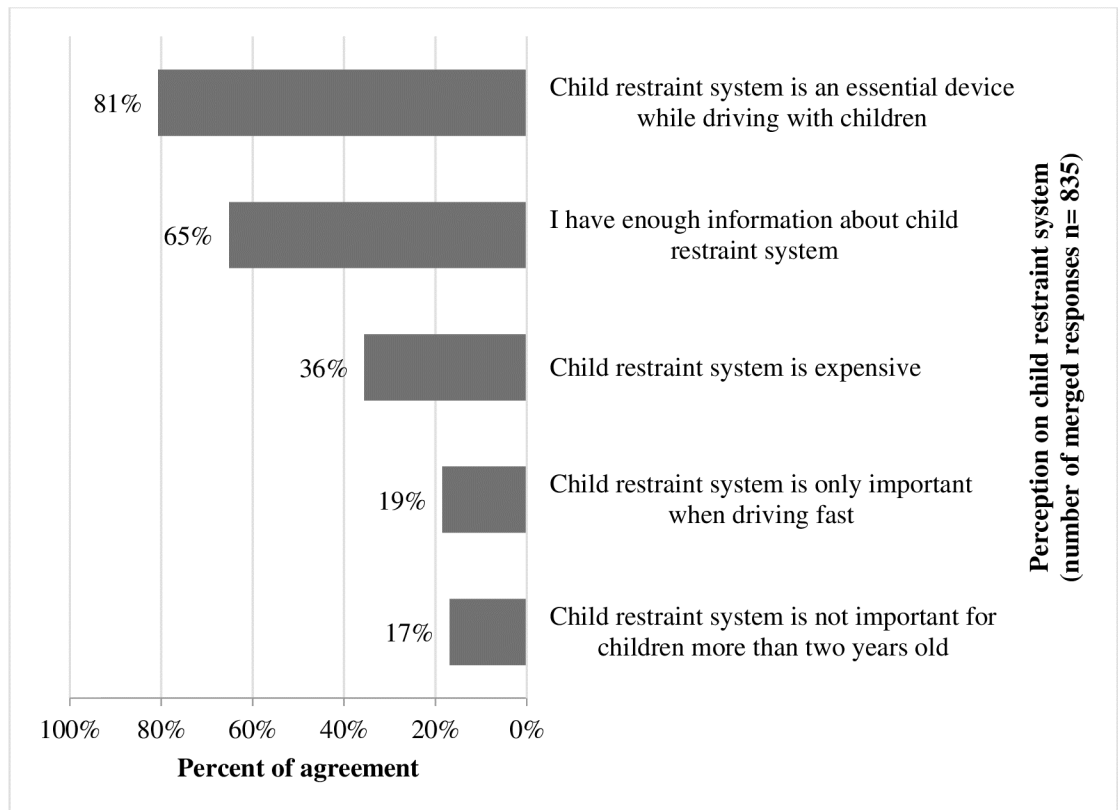 81%
Child restraint system is an essential device
while driving with children
65%
I have enough information about child
restraint system
36%
Child restraint system is expensive
19%
Child restraint system is only important
when driving fast
17%
Child restraint system is not important for
children more than two years old
100% 80% 60% 40% 20% 0%
Percent of agreement
Perception on child restraint system
(number of merged responses n= 835)